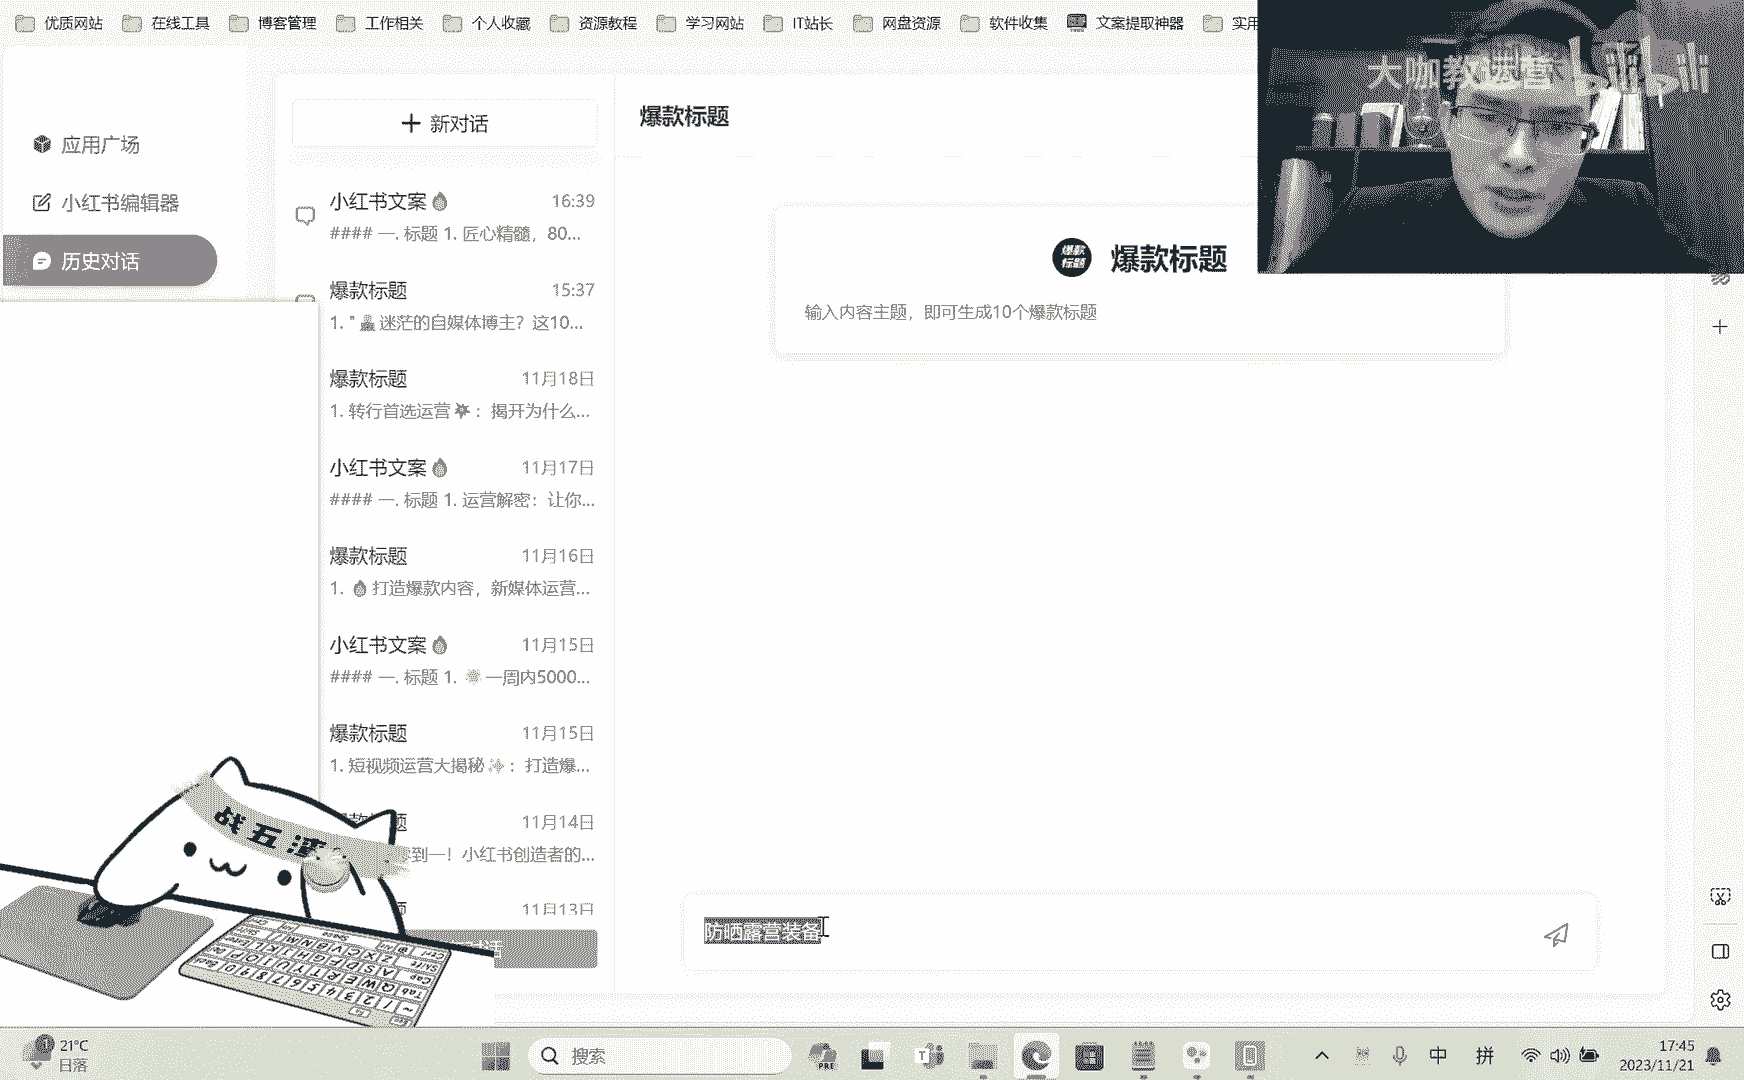 优质网站 在线工具 博客管理 工作相关 个人收藏 资源教程 学习网站 IT站长 网盘资源 软件收集 文案提取神器 实用
大咖教运营 bilibili
应用广场
小红书编辑器
历史对话
新对话
小红书文案 16:39
#### 一. 标题 1. 匠心精髓，80...
爆款标题 15:37
1. "迷茫的自媒体博主？这10...
爆款标题 11月18日
1. 转行首选运营：揭开为什么...
小红书文案 11月17日
#### 一. 标题 1. 运营解密：让你...
爆款标题 11月16日
1. 打造爆款内容，新媒体运营...
小红书文案 11月15日
#### 一. 标题 1. 一周内5000...
爆款标题 11月15日
1. 短视频运营大揭秘：打造爆...
题 11月14日
到一！小红书创造者的...
11月13日
爆款标题
爆款标题
爆款标题
输入内容主题，即可生成10个爆款标题
防晒露营装备
战五渣
21°C
日落
搜索
PRE
中 拼
17:45
2023/11/21